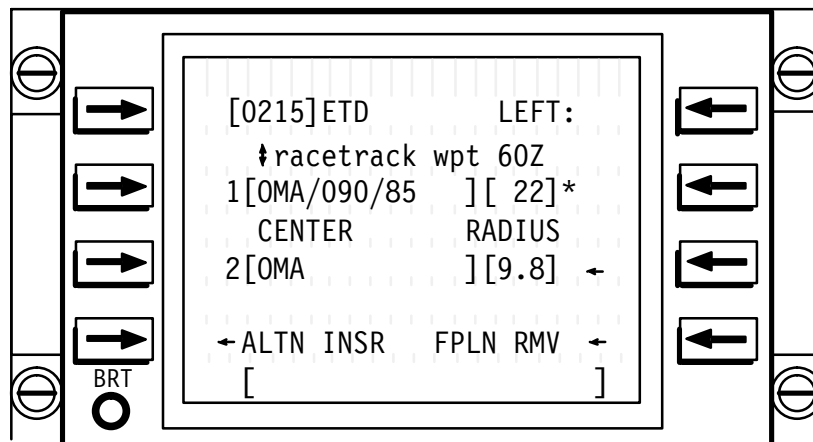 [0215]ETD LEFT:
↕racetrack wpt 60Z
1[OMA/090/85 ][ 22]*
CENTER RADIUS
2[OMA ][9.8] ←
←ALTN INSR FPLN RMV ←
[ ]
BRT